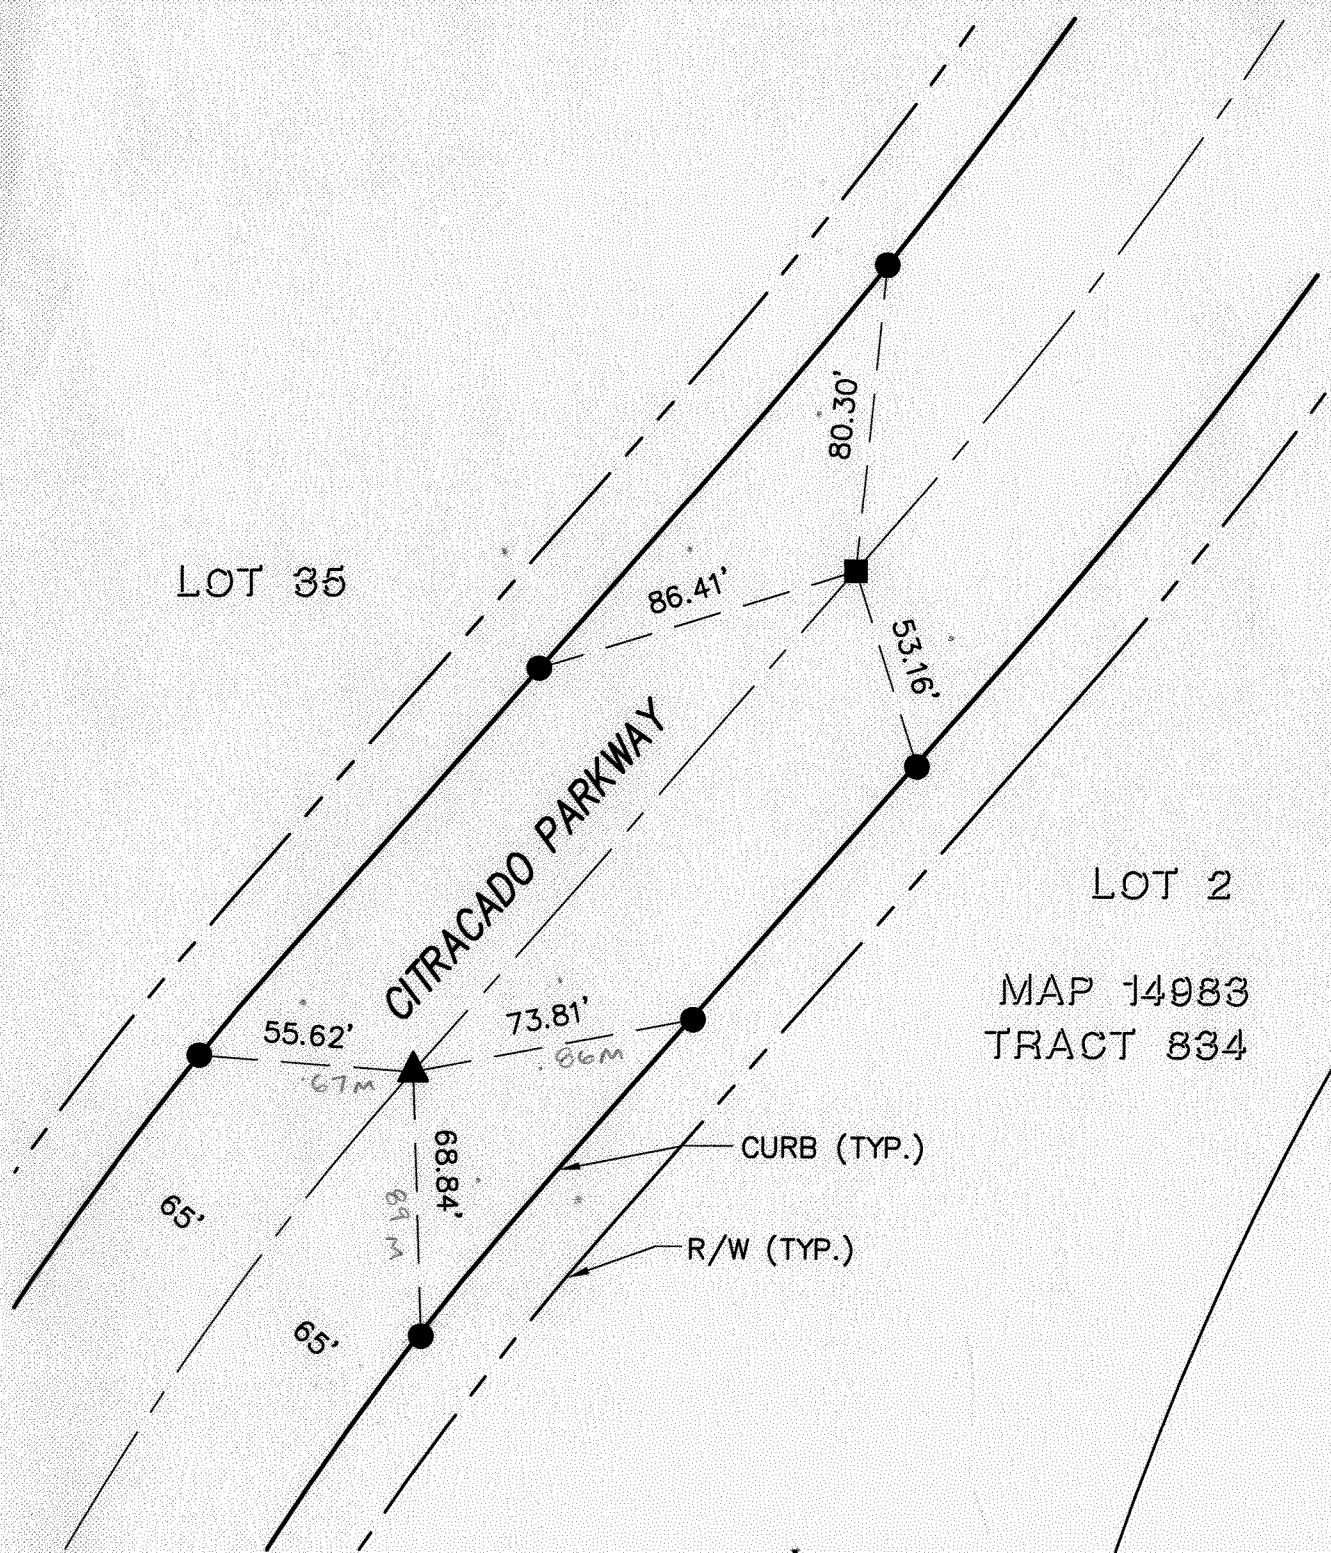 80.30'
LOT 35
86.41'
53.16'
CITRACADO PARKWAY
LOT 2
MAP 14983
TRACT 834
55.62'
73.81'
.67M
.86M
68.84'
89M
CURB (TYP.)
65'
R/W (TYP.)
65'